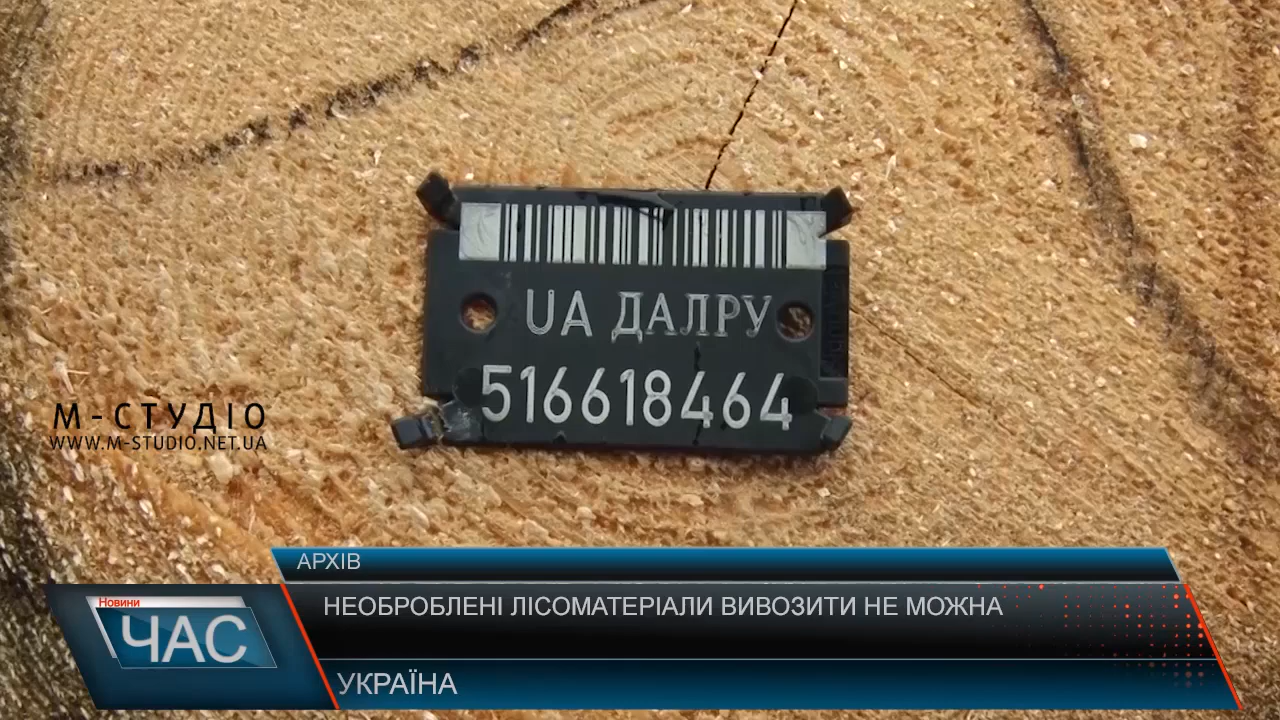 UA ДАЛРУ
516618464
М-СТУДІО
WWW.M-STUDIO.NET.UA
АРХІВ
Новини
ЧАС
НЕОБРОБЛЕНІ ЛІСОМАТЕРІАЛИ ВИВОЗИТИ НЕ МОЖНА
УКРАЇНА